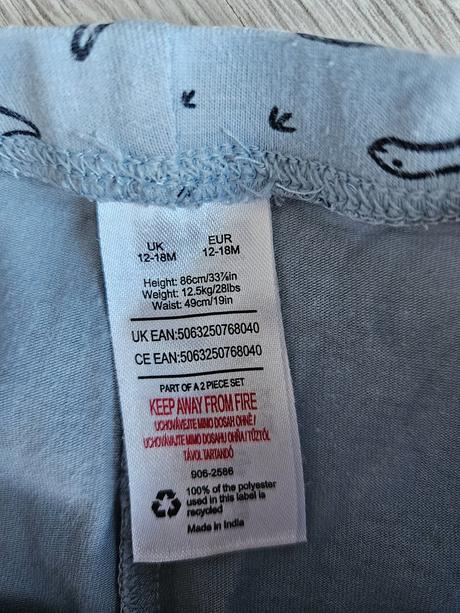 UK EUR
12-18M 12-18M
Height: 86cm/33⅞in
Weight: 12.5kg/28lbs
Waist: 49cm/19in
UK EAN:5063250768040
CE EAN:5063250768040
PART OF A 2 PIECE SET
KEEP AWAY FROM FIRE
UCHOVÁVEJTE MIMO DOSAH OHNĚ /
UCHOVÁVAJTE MIMO DOSAHU OHŇA / TŰZTŐL
TÁVOL TARTANDÓ
906-2586
100% of the polyester
used in this label is
recycled
Made in India